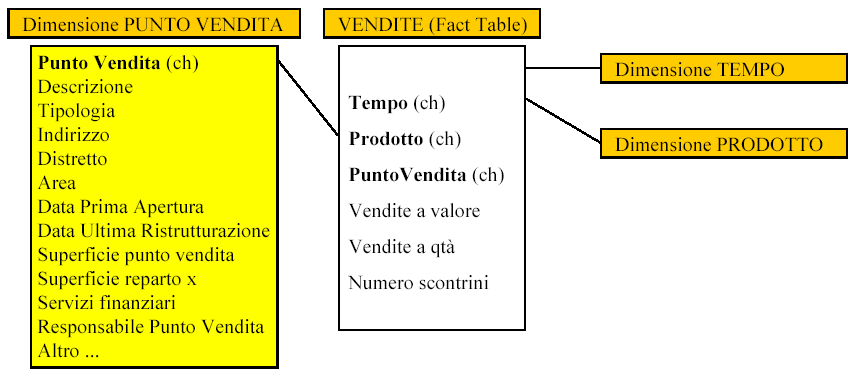 Dimensione PUNTO VENDITA
Punto Vendita (ch)
Descrizione
Tipologia
Indirizzo
Distretto
Area
Data Prima Apertura
Data Ultima Ristrutturazione
Superficie punto vendita
Superficie reparto x
Servizi finanziari
Responsabile Punto Vendita
Altro ...
VENDITE (Fact Table)
Tempo (ch)
Prodotto (ch)
PuntoVendita (ch)
Vendite a valore
Vendite a qtà
Numero scontrini
Dimensione TEMPO
Dimensione PRODOTTO